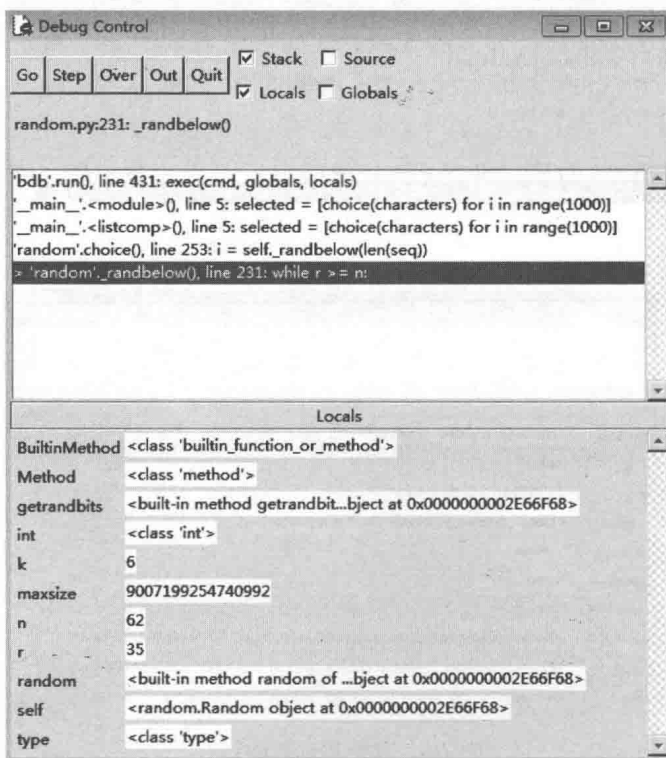 Debug Control
Go Step Over Out Quit
Stack Source
Locals Globals
random.py:231: _randbelow()
'bdb'.run(), line 431: exec(cmd, globals, locals)
'__main__'.<module>(), line 5: selected = [choice(characters) for i in range(1000)]
'__main__'.<listcomp>(), line 5: selected = [choice(characters) for i in range(1000)]
'random'.choice(), line 253: i = self._randbelow(len(seq))
> 'random'._randbelow(), line 231: while r >= n:
Locals
BuiltinMethod <class 'builtin_function_or_method'>
Method <class 'method'>
getrandbits <built-in method getrandbit...bject at 0x0000000002E66F68>
int <class 'int'>
k 6
maxsize 9007199254740992
n 62
r 35
random <built-in method random of ...bject at 0x0000000002E66F68>
self <random.Random object at 0x0000000002E66F68>
type <class 'type'>